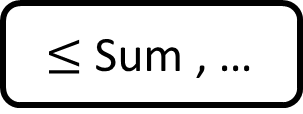 ≤ Sum , ...